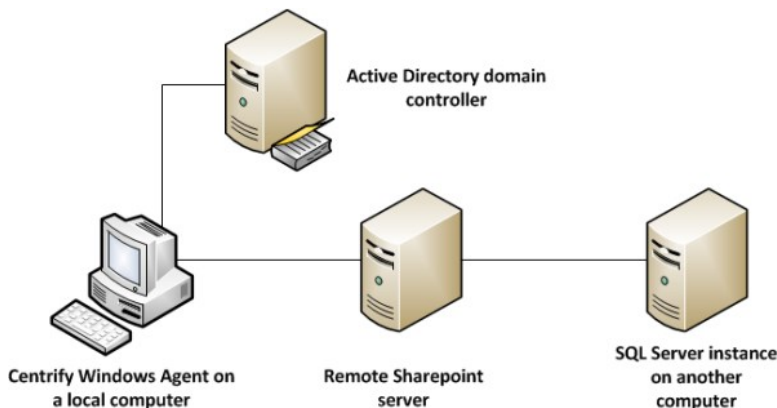 Active Directory domain
controller
Centrify Windows Agent on
a local computer
Remote Sharepoint
server
SQL Server instance
on another
computer